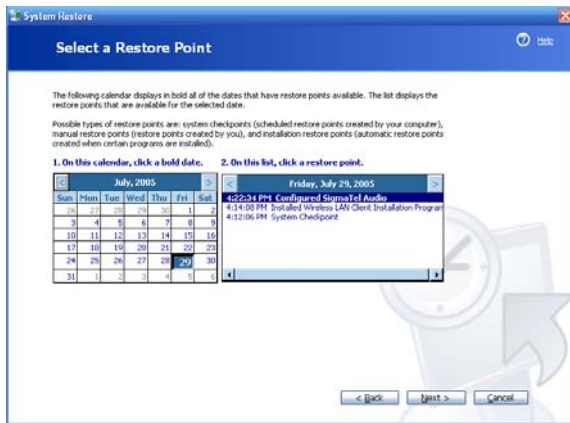 System Restore
Select a Restore Point
Help
The following calendar displays in bold all of the dates that have restore points available. The list displays the
restore points that are available for the selected date.
Possible types of restore points are: system checkpoints (scheduled restore points created by your computer),
manual restore points (restore points created by you), and installation restore points (automatic restore points
created when certain programs are installed).
1. On this calendar, click a bold date.
2. On this list, click a restore point.
< July, 2005 >
Sun Mon Tue Wed Thu Fri Sat
26 27 28 29 30 1 2
3 4 5 6 7 8 9
10 11 12 13 14 15 16
17 18 19 20 21 22 23
24 25 26 27 28 29 30
31 1 2 3 4 5 6
< Friday, July 29, 2005 >
4:22:34 PM Configured SigmaTel Audio
4:14:08 PM Installed Wireless LAN Client Installation Program
4:12:06 PM System Checkpoint
< Back
Next >
Cancel